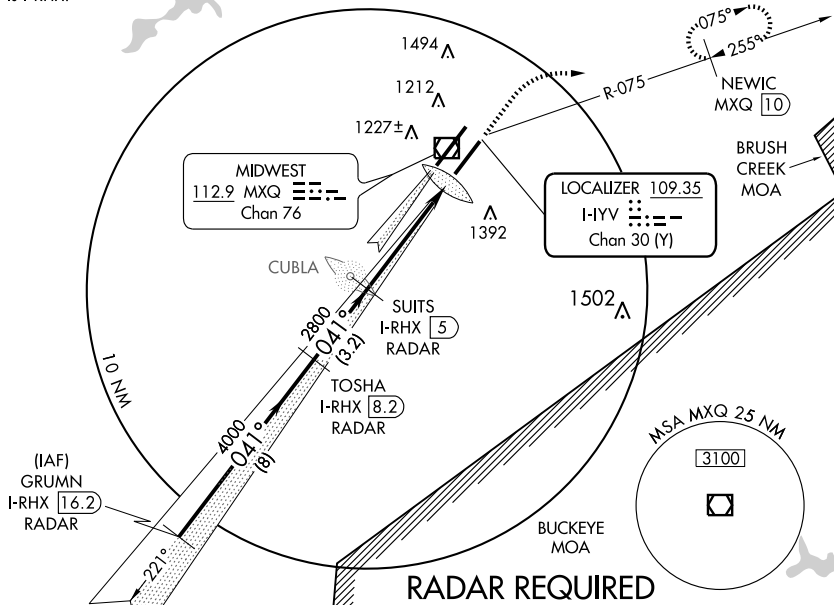 1494
1212
1227±
075°
255°
R-075
NEWIC
MXQ 10
BRUSH
CREEK
MOA
MIDWEST
112.9 MXQ
Chan 76
LOCALIZER 109.35
I-IYV
Chan 30 (Y)
1392
CUBLA
SUITS
I-RHX 5
RADAR
1502
2800
041°
(3.2)
10 NM
TOSHA
I-RHX 8.2
RADAR
4000
041°
(8)
(IAF)
GRUMN
I-RHX 16.2
RADAR
221°
MSA MXQ 25 NM
3100
BUCKEYE
MOA
RADAR REQUIRED